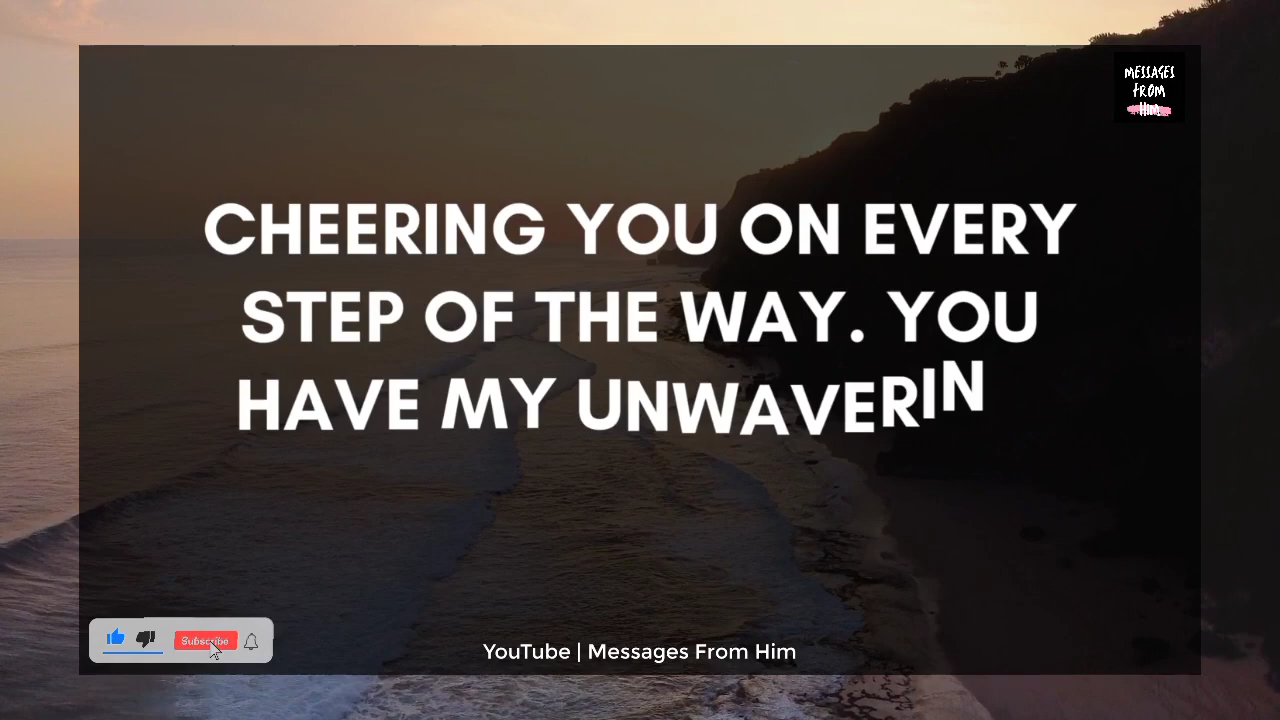 MESSAGES
FROM
Him
CHEERING YOU ON EVERY
STEP OF THE WAY. YOU
HAVE MY UNWAVERIN
Subscribe
YouTube | Messages From Him